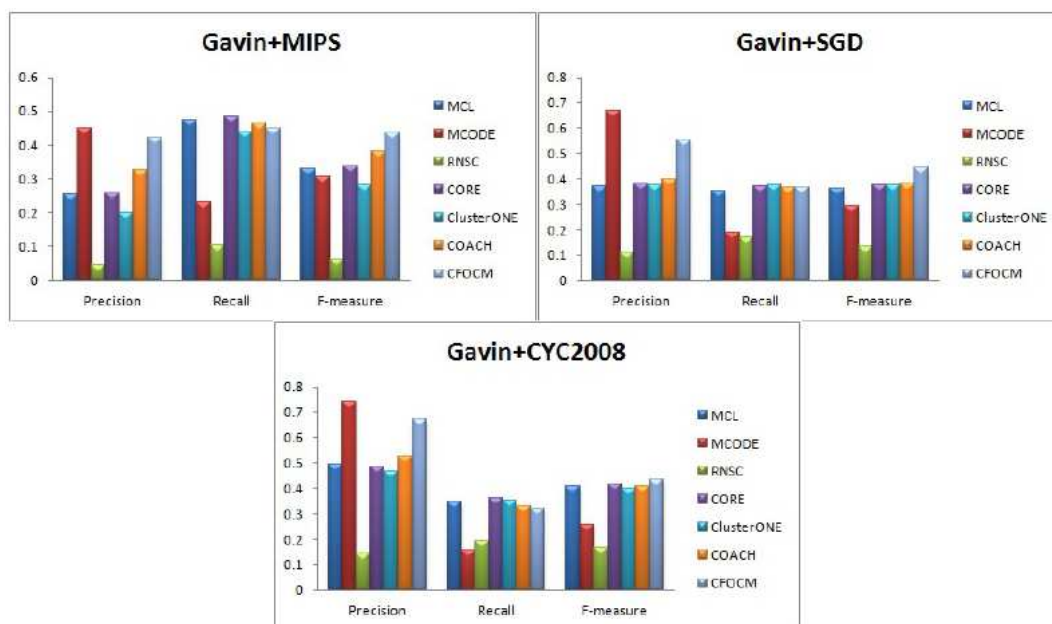 Gavin+MIPS
0.6
0.5
0.4
0.3
0.2
0.1
0
Precision
Recall
F-measure
MCL
MCODE
RNSC
CORE
ClusterONE
COACH
CFOCM
Gavin+SGD
0.8
0.7
0.6
0.5
0.4
0.3
0.2
0.1
0
Precision
Recall
F-measure
MCL
MCODE
RNSC
CORE
ClusterONE
COACH
CFOCM
Gavin+CYC2008
0.8
0.7
0.6
0.5
0.4
0.3
0.2
0.1
0
Precision
Recall
F-measure
MCL
MCODE
RNSC
CORE
ClusterONE
COACH
CFOCM